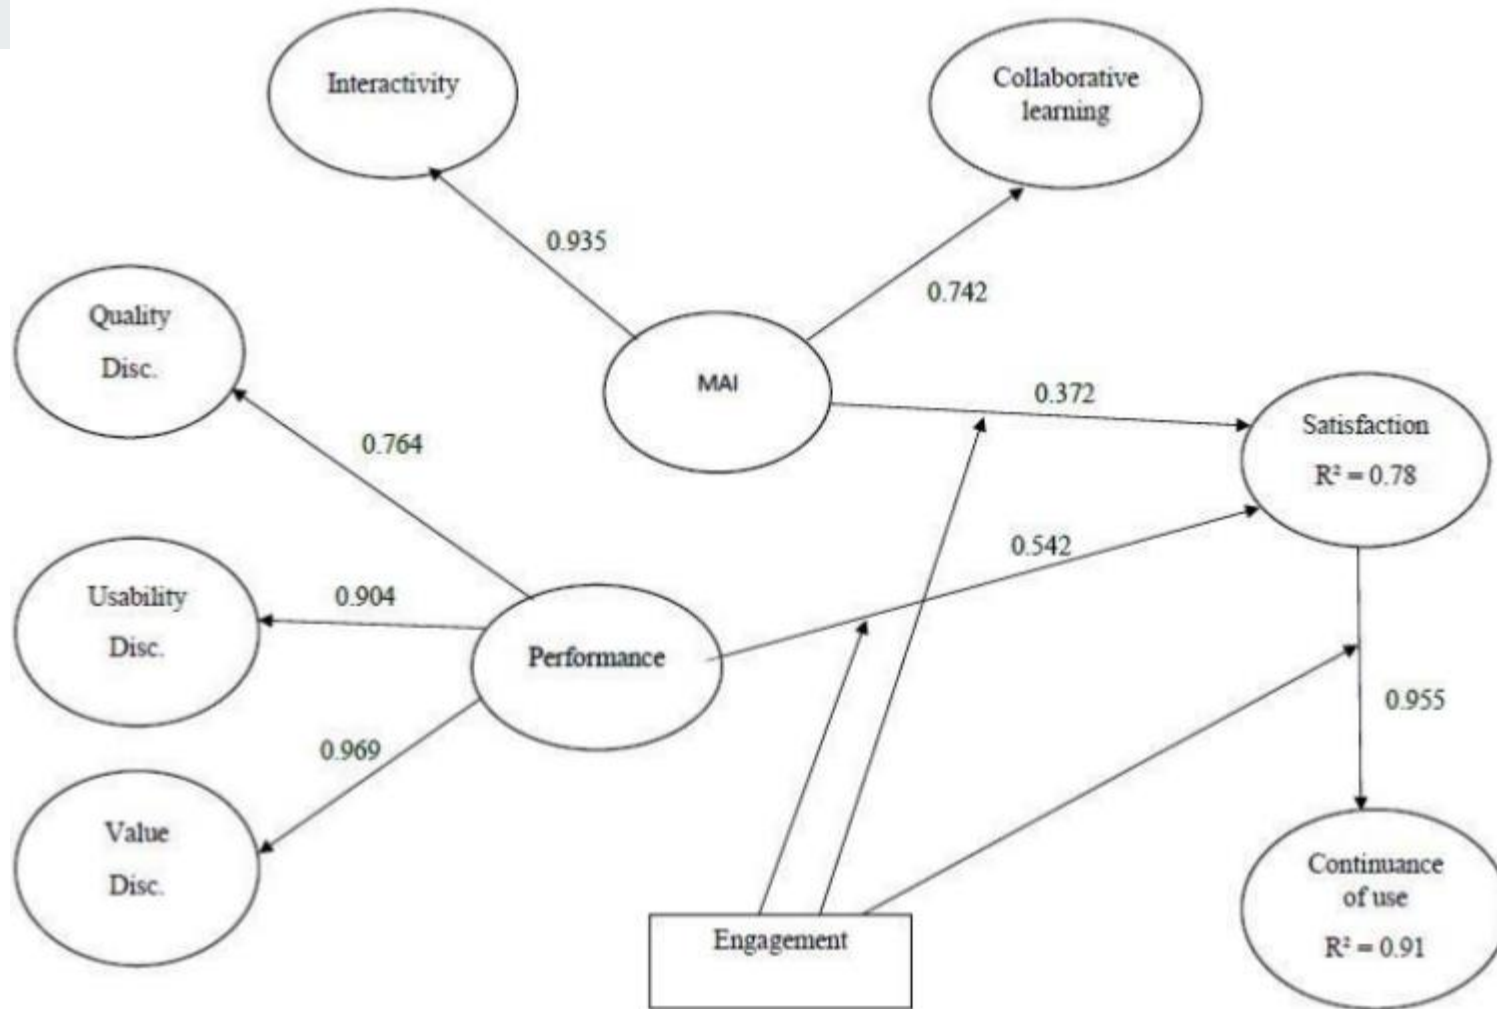 Interactivity
Collaborative
learning
0.935
0.742
Quality
Disc.
MAI
0.372
Satisfaction
R² = 0.78
0.764
0.542
Usability
Disc.
0.904
Performance
0.955
0.969
Value
Disc.
Continuance
of use
R² = 0.91
Engagement